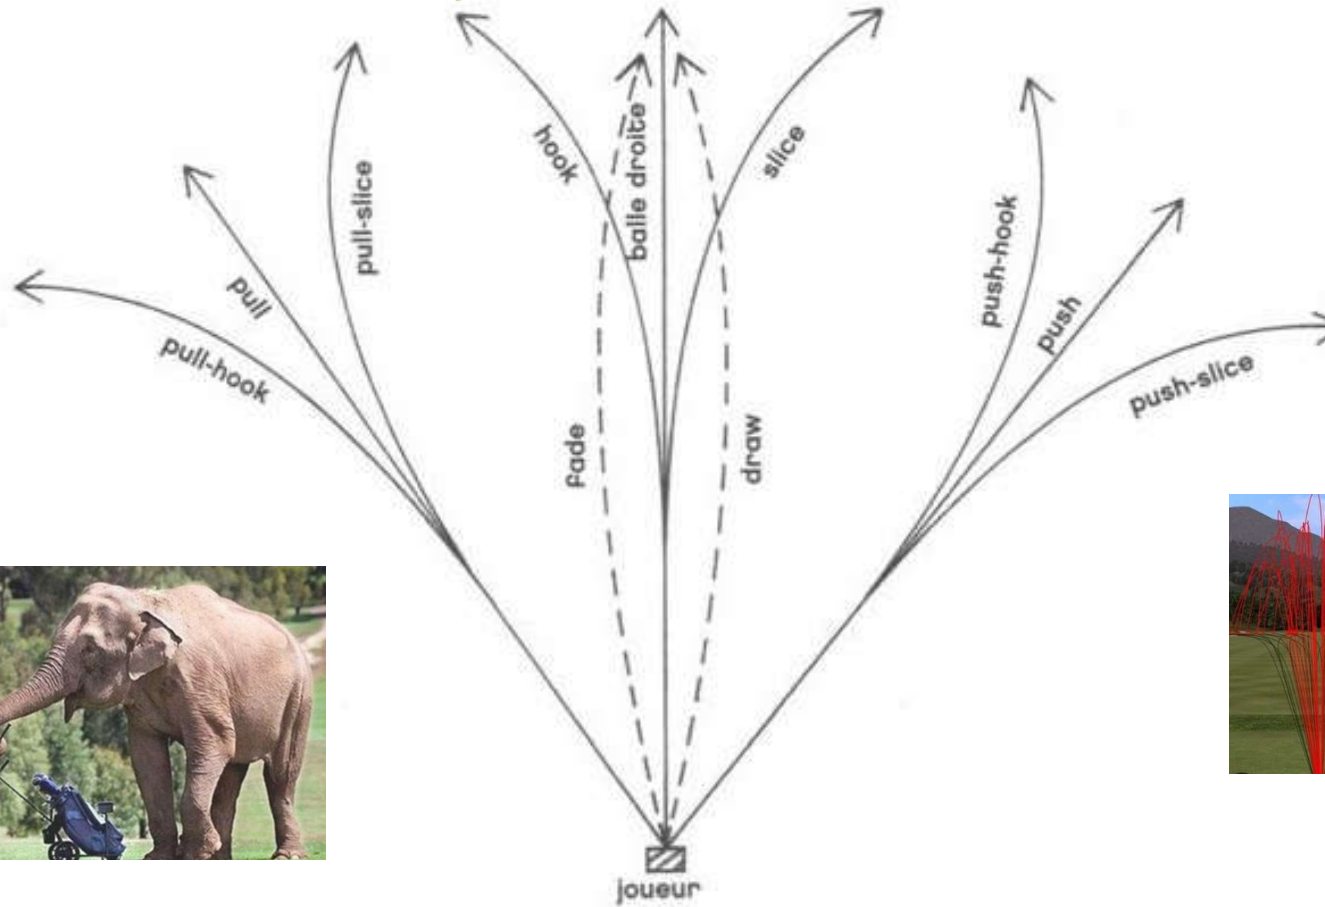 hook
balle droite
slice
pull-slice
push-hook
pull
push
pull-hook
push-slice
fade
draw
joueur